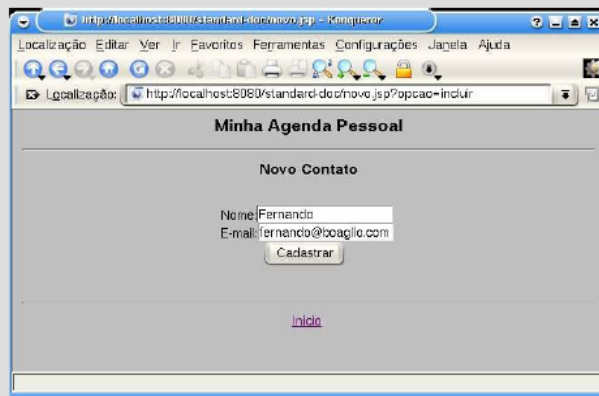 http://localhost:8080/standard-doc/novo.jsp - Konqueror
Localização Editar Ver Ir Favoritos Ferramentas Configurações Janela Ajuda
Localização: http://localhost:8080/standard-doc/novo.jsp?opcao=incluir
Minha Agenda Pessoal
Novo Contato
Nome: Fernando
E-mail: fernando@boaglio.com
Cadastrar
Inicio